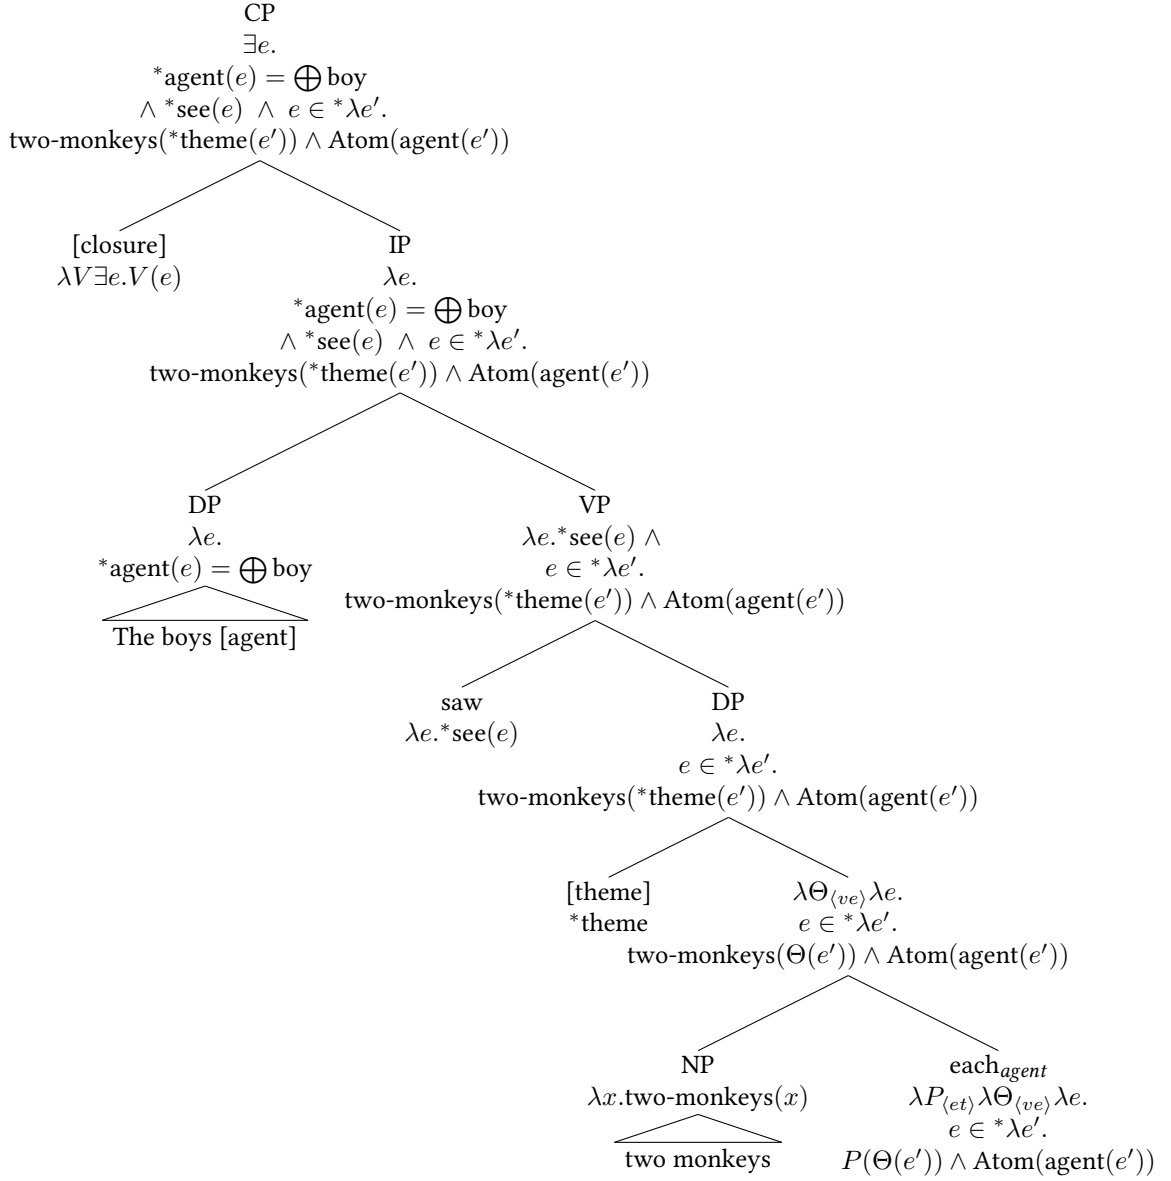 CP
∃e.
*agent(e) = ⊕ boy
∧ *see(e) ∧ e ∈ *λe′.
two-monkeys(*theme(e′)) ∧ Atom(agent(e′))
[closure]
λV∃e.V(e)
IP
λe.
*agent(e) = ⊕ boy
∧ *see(e) ∧ e ∈ *λe′.
two-monkeys(*theme(e′)) ∧ Atom(agent(e′))
DP
λe.
*agent(e) = ⊕ boy
The boys [agent]
VP
λe.*see(e) ∧
e ∈ *λe′.
two-monkeys(*theme(e′)) ∧ Atom(agent(e′))
saw
λe.*see(e)
DP
λe.
e ∈ *λe′.
two-monkeys(*theme(e′)) ∧ Atom(agent(e′))
[theme]
*theme
λΘ⟨ve⟩λe.
e ∈ *λe′.
two-monkeys(Θ(e′)) ∧ Atom(agent(e′))
NP
λx.two-monkeys(x)
two monkeys
each_agent
λP⟨et⟩λΘ⟨ve⟩λe.
e ∈ *λe′.
P(Θ(e′)) ∧ Atom(agent(e′))